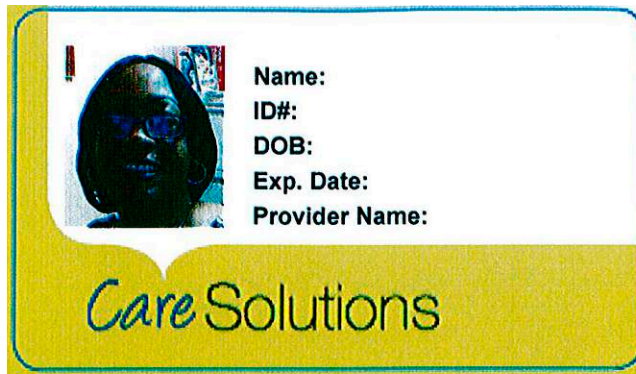 Name:
ID#:
DOB:
Exp. Date:
Provider Name:
Care Solutions